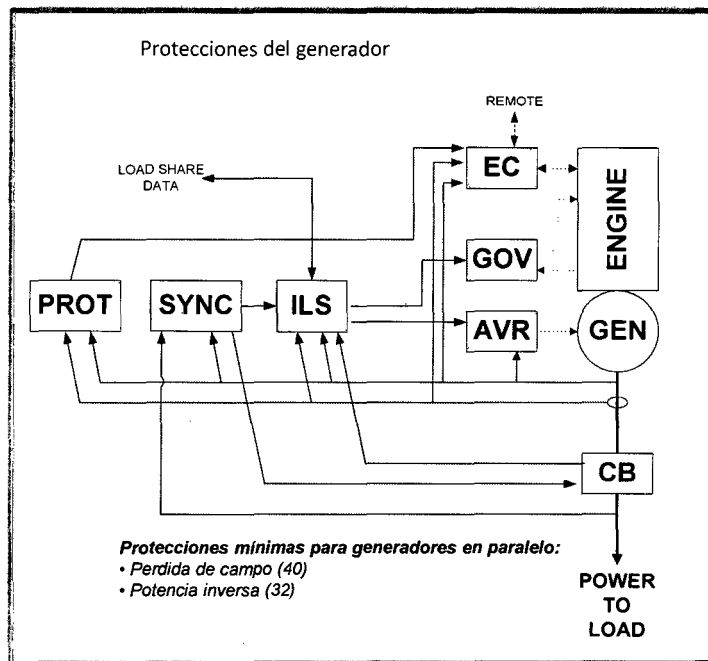 Protecciones del generador
REMOTE
LOAD SHARE
DATA
EC
ENGINE
GOV
PROT
SYNC
ILS
AVR
GEN
CB
Protecciones mínimas para generadores en paralelo:
• Perdida de campo (40)
• Potencia inversa (32)
POWER
TO
LOAD